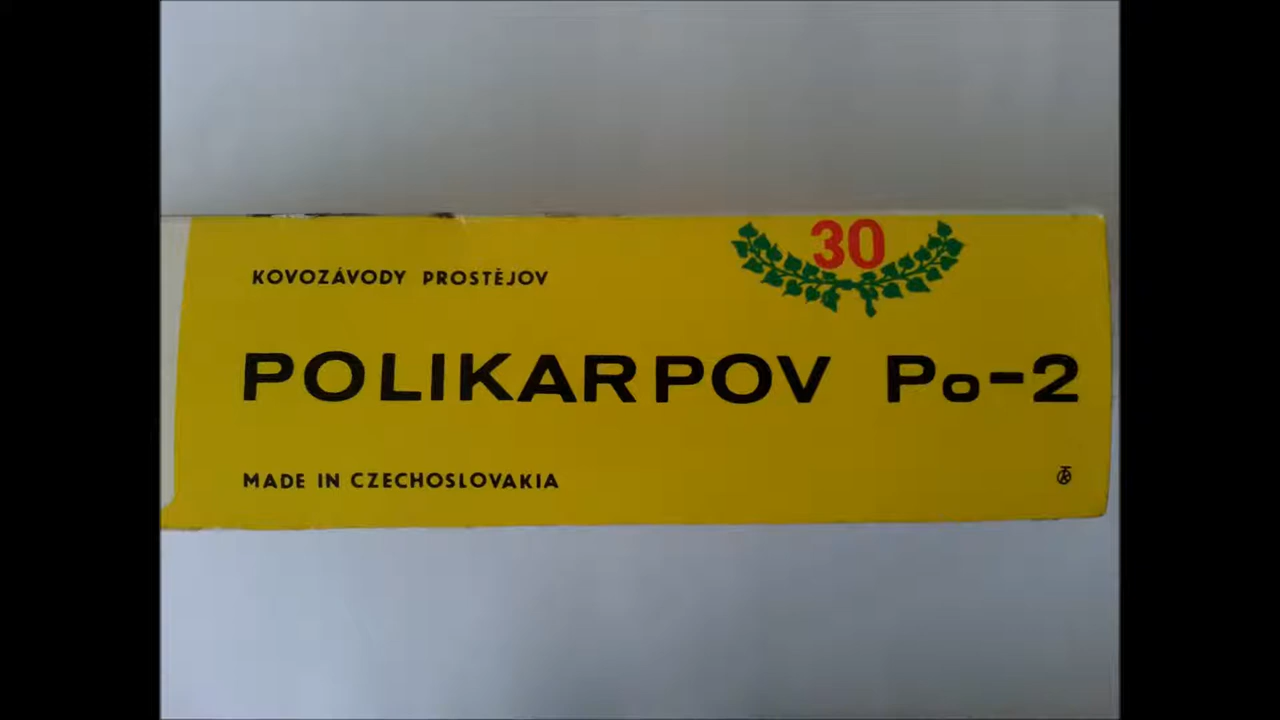 30
KOVOZÁVODY PROSTĚJOV
POLIKARPOV Po-2
MADE IN CZECHOSLOVAKIA